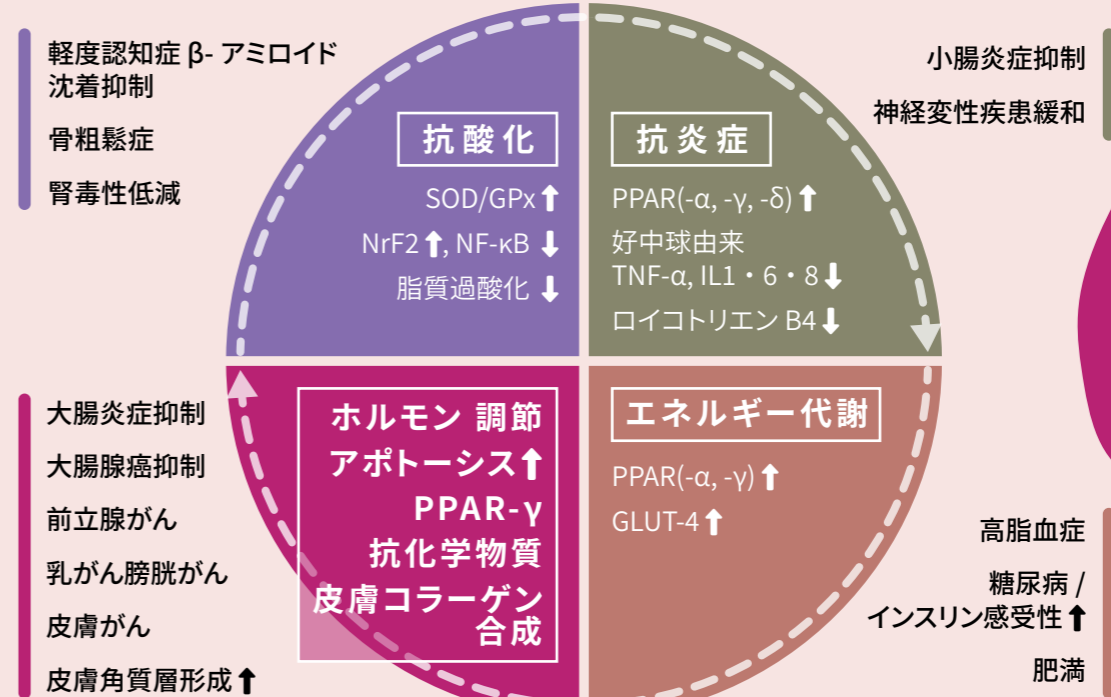 軽度認知症 β- アミロイド
沈着抑制
骨粗鬆症
腎毒性低減
抗酸化
SOD/GPx⬆
NrF2⬆, NF-κB⬇
脂質過酸化⬇
抗炎症
PPAR(-α, -γ, -δ)⬆
好中球由来
TNF-α, IL1・6・8⬇
ロイコトリエン B4⬇
小腸炎症抑制
神経変性疾患緩和
大腸炎症抑制
大腸腺癌抑制
前立腺がん
乳がん膀胱がん
皮膚がん
皮膚角質層形成⬆
ホルモン 調節
アポトーシス⬆
PPAR-γ
抗化学物質
皮膚コラーゲン
合成
エネルギー代謝
PPAR(-α, -γ)⬆
GLUT-4⬆
高脂血症
糖尿病 /
インスリン感受性⬆
肥満